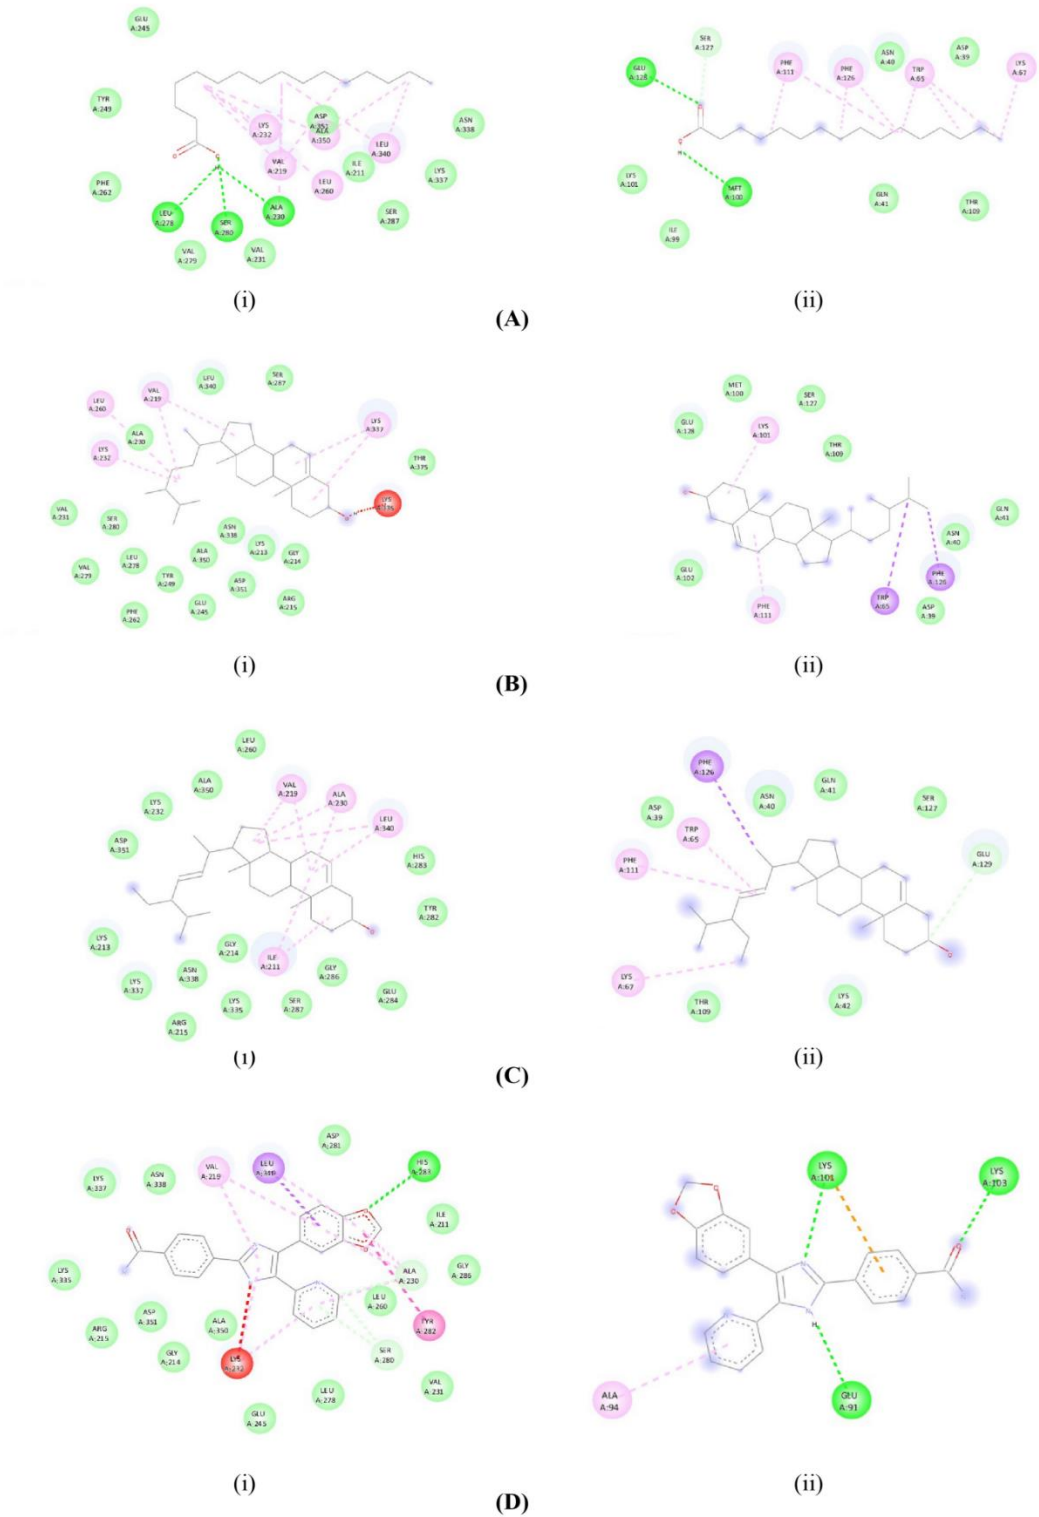 GLU
A:245
TYR
A:249
PHE
A:262
LEU
A:278
SER
A:280
ALA
A:230
VAL
A:279
VAL
A:231
LYS
A:232
VAL
A:219
ASP
A:351
ALA
A:350
LEU
A:260
ILE
A:211
LEU
A:340
ASN
A:338
LYS
A:337
SER
A:287
(i)
SER
A:127
GLU
A:128
PHE
A:111
PHE
A:126
ASN
A:40
TRP
A:65
ASP
A:39
LYS
A:67
LYS
A:101
MET
A:100
ILE
A:99
GLN
A:41
THR
A:109
(ii)
(A)
LEU
A:260
VAL
A:219
LEU
A:340
SER
A:287
ALA
A:230
LYS
A:232
LYS
A:337
THR
A:375
LYS
VAL
A:231
SER
A:280
ASN
A:338
LYS
A:213
GLY
A:214
VAL
A:279
LEU
A:278
TYR
A:249
ALA
A:350
ASP
A:351
PHE
A:262
GLU
A:245
ARG
A:215
(i)
MET
A:100
SER
A:127
GLU
A:128
LYS
A:101
THR
A:109
GLN
A:41
ASN
A:40
GLU
A:102
PHE
A:126
TRP
A:65
ASP
A:39
PHE
A:111
(ii)
(B)
LEU
A:260
ALA
A:350
VAL
A:219
ALA
A:230
LYS
A:232
LEU
A:340
ASP
A:351
HIS
A:283
TYR
A:282
LYS
A:213
GLY
A:214
ILE
A:211
GLY
A:286
LYS
A:337
ASN
A:338
LYS
A:335
SER
A:287
GLU
A:284
ARG
A:215
(i)
PHE
A:126
ASN
A:40
GLN
A:41
SER
A:127
ASP
A:39
TRP
A:65
GLU
A:129
PHE
A:111
LYS
A:67
THR
A:109
LYS
A:42
(ii)
(C)
ASP
A:281
VAL
A:219
LEU
HIS
A:283
LYS
A:337
ASN
A:338
ILE
A:211
LYS
A:335
ALA
A:230
GLY
A:286
ASP
A:351
LEU
A:260
ARG
A:215
ALA
A:350
TYR
A:282
GLY
A:214
LYS
A:232
SER
A:280
LEU
A:278
VAL
A:231
GLU
A:245
(i)
LYS
A:101
LYS
A:103
O
O
O
H
ALA
A:94
GLU
A:91
(ii)
(D)